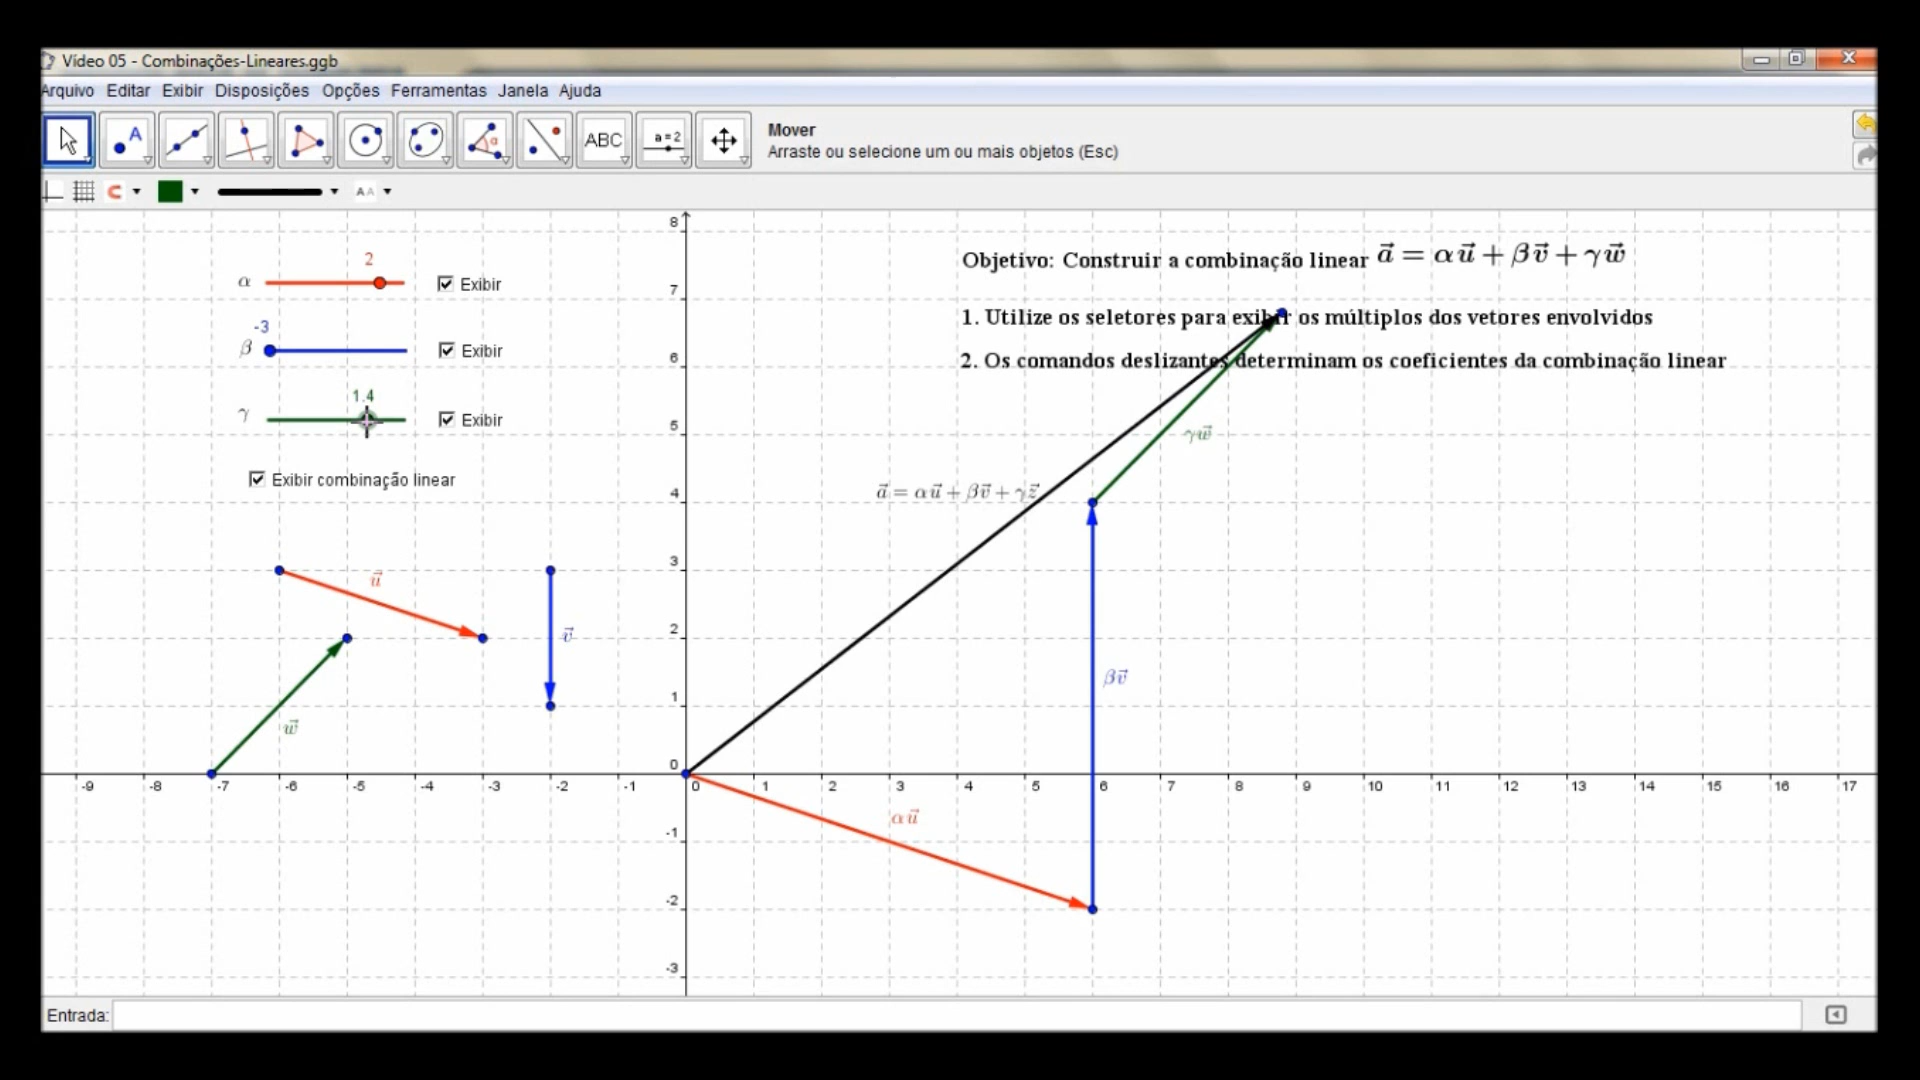 Vídeo 05 - Combinações-Lineares.ggb
Arquivo Editar Exibir Disposições Opções Ferramentas Janela Ajuda
A α ABC a=2
Mover
Arraste ou selecione um ou mais objetos (Esc)
AA
Objetivo: Construir a combinação linear a⃗ = αu⃗ + βv⃗ + γw⃗
1. Utilize os seletores para exibir os múltiplos dos vetores envolvidos
2. Os comandos deslizantes determinam os coeficientes da combinação linear
2
α Exibir
-3
β Exibir
1.4
γ Exibir
Exibir combinação linear
u⃗
v⃗
w⃗
γw⃗
a⃗ = αu⃗ + βv⃗ + γz⃗
βv⃗
αu⃗
8
7
6
5
4
3
2
1
0
-9 -8 -7 -6 -5 -4 -3 -2 -1 0 1 2 3 4 5 6 7 8 9 10 11 12 13 14 15 16 17
-1
-2
-3
Entrada: